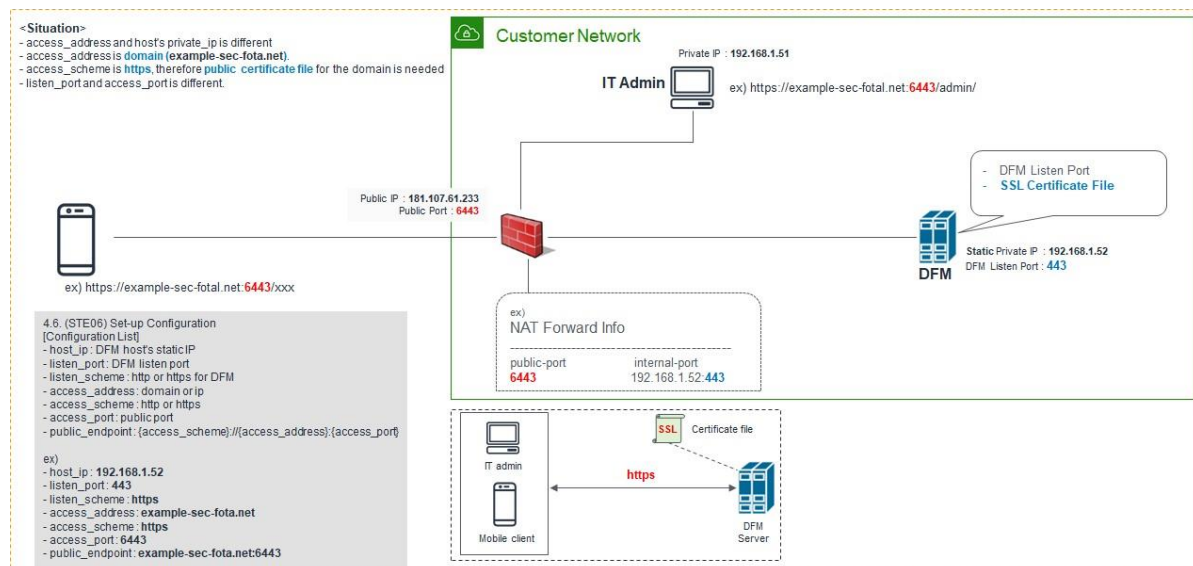 <Situation>
- access_address and host's private_ip is different
- access_address is domain (example-sec-fota.net).
- access_scheme is https, therefore public certificate file for the domain is needed
- listen_port and access_port is different.
Customer Network
Private IP : 192.168.1.51
IT Admin
ex) https://example-sec-fotal.net:6443/admin/
- DFM Listen Port
- SSL Certificate File
Public IP : 181.107.61.233
Public Port : 6443
Static Private IP : 192.168.1.52
DFM Listen Port : 443
DFM
ex) https://example-sec-fotal.net:6443/xxx
ex)
NAT Forward Info
public-port internal-port
6443 192.168.1.52:443
4.6. (STE06) Set-up Configuration
[Configuration List]
- host_ip : DFM host's static IP
- listen_port: DFM listen port
- listen_scheme : http or https for DFM
- access_address : domain or ip
- access_scheme : http or https
- access_port : public port
- public_endpoint : {access_scheme}://{access_address}:{access_port}
ex)
- host_ip : 192.168.1.52
- listen_port : 443
- listen_scheme : https
- access_address : example-sec-fota.net
- access_scheme : https
- access_port : 6443
- public_endpoint : example-sec-fota.net:6443
SSL
Certificate file
IT admin
https
Mobile client
DFM
Server